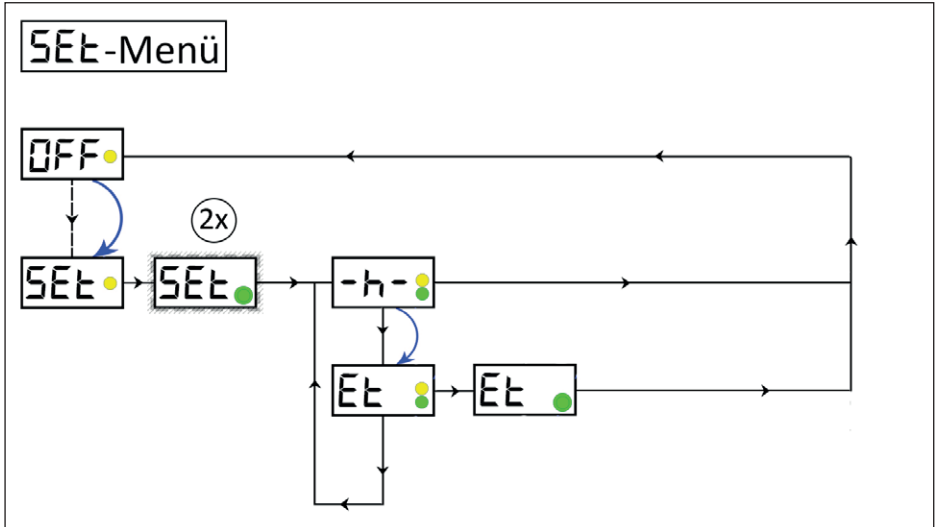 SEt-Menü
OFF
2x
SEt
SEt
-h-
Et
Et